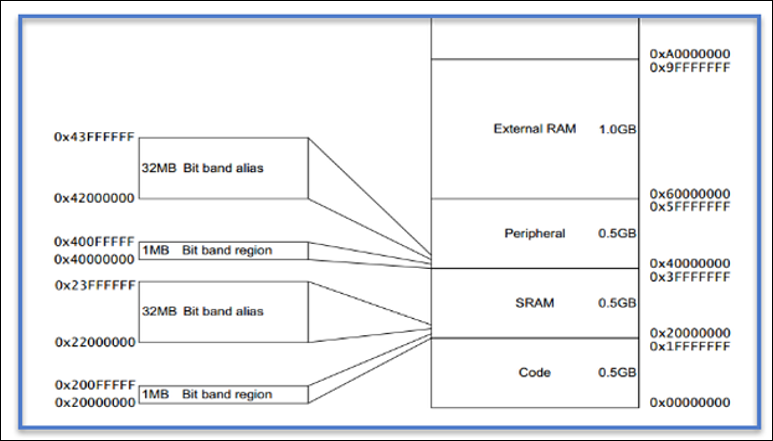 0xA0000000
0x9FFFFFFF
External RAM 1.0GB
0x43FFFFFF
32MB Bit band alias
0x42000000
0x60000000
0x5FFFFFFF
Peripheral 0.5GB
0x400FFFFF
1MB Bit band region
0x40000000
0x40000000
0x3FFFFFFF
0x23FFFFFF
32MB Bit band alias
SRAM 0.5GB
0x22000000
0x20000000
0x1FFFFFFF
Code 0.5GB
0x200FFFFF
1MB Bit band region
0x20000000
0x00000000